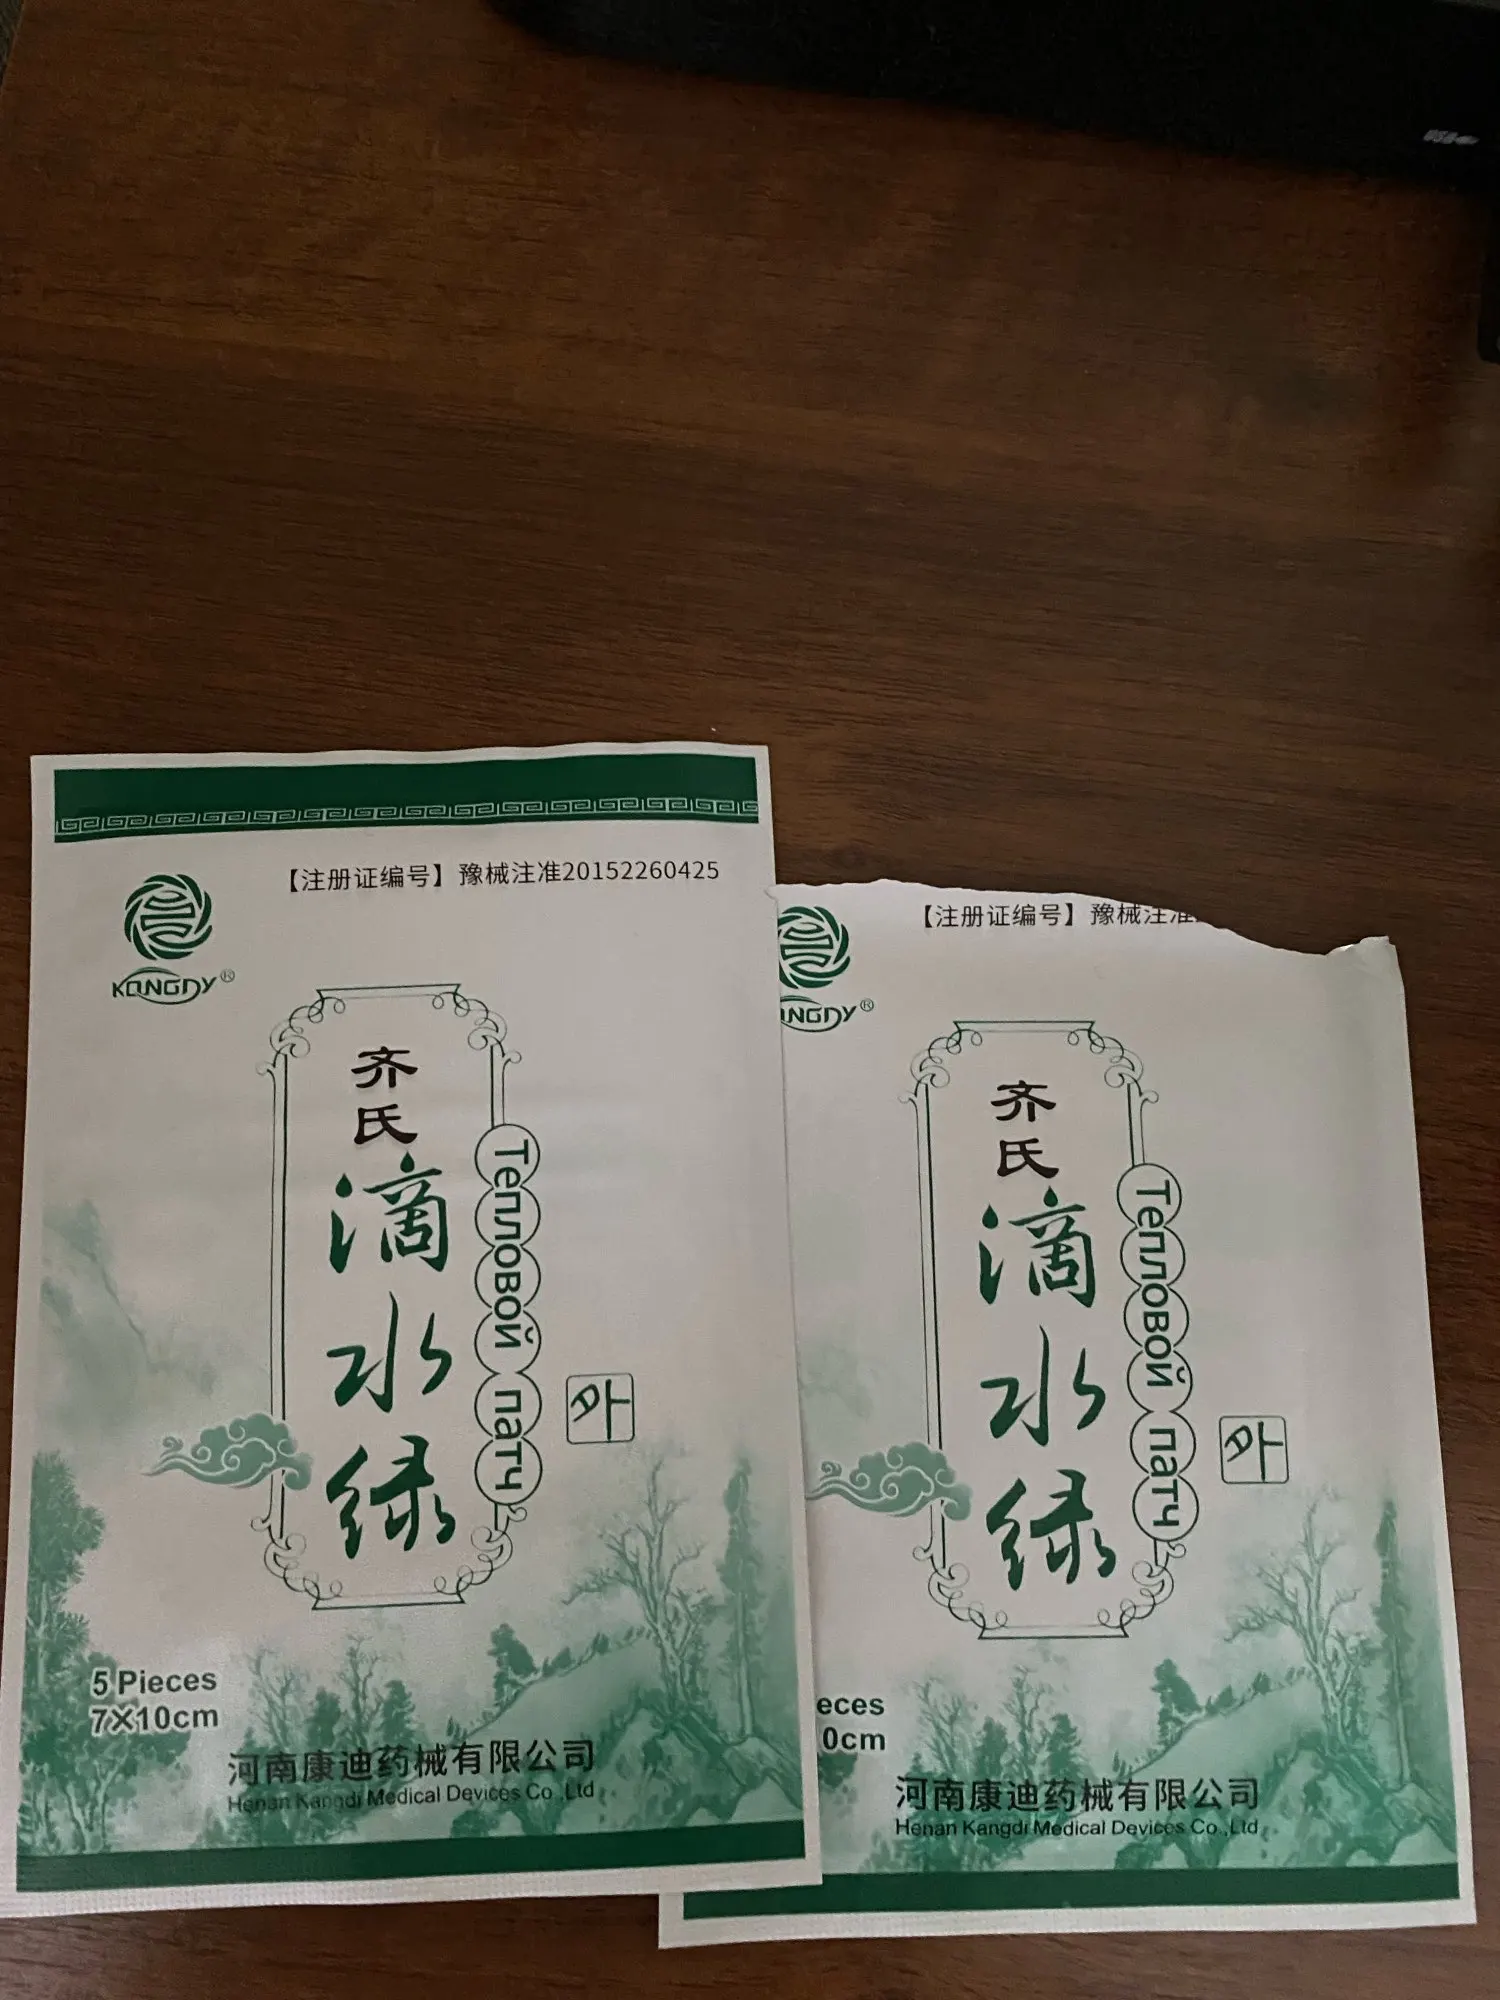 【注册证编号】豫械注准20152260425
KONGDY®
齐氏
滴水绿
Тепловой патч
外
5 Pieces
7X10cm
河南康迪药械有限公司
Henan Kangdi Medical Devices Co.,Ltd
【注册证编号】豫械注准
NGDY®
齐氏
滴水绿
Тепловой патч
外
eces
0cm
河南康迪药械有限公司
Henan Kangdi Medical Devices Co.,Ltd